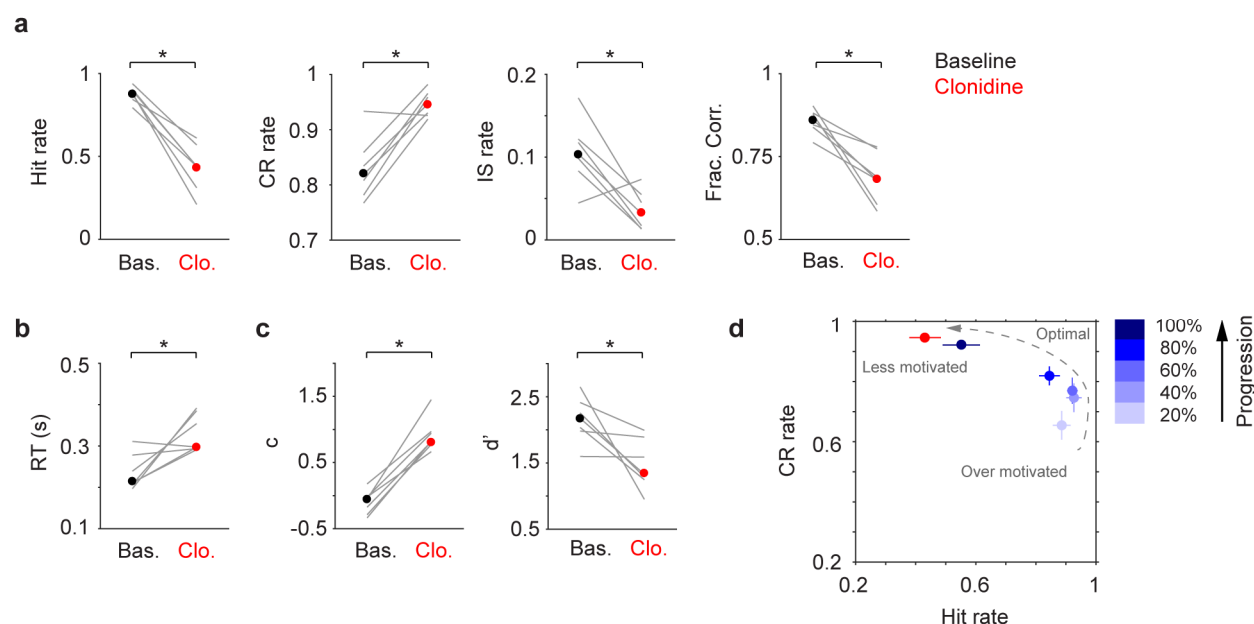 a
*
*
*
*
Baseline
Clonidine
Hit rate
1
0.5
0
Bas.
Clo.
CR rate
1
0.9
0.8
0.7
Bas.
Clo.
IS rate
0.2
0.1
0
Bas.
Clo.
Frac. Corr.
1
0.75
0.5
Bas.
Clo.
b
*
RT (s)
0.5
0.3
0.1
Bas.
Clo.
c
*
c
1.5
0.5
-0.5
Bas.
Clo.
*
d'
2.5
1.5
0.5
Bas.
Clo.
d
CR rate
1
0.6
0.2
0.2
0.6
1
Hit rate
Optimal
Less motivated
Over motivated
100%
80%
60%
40%
20%
Progression